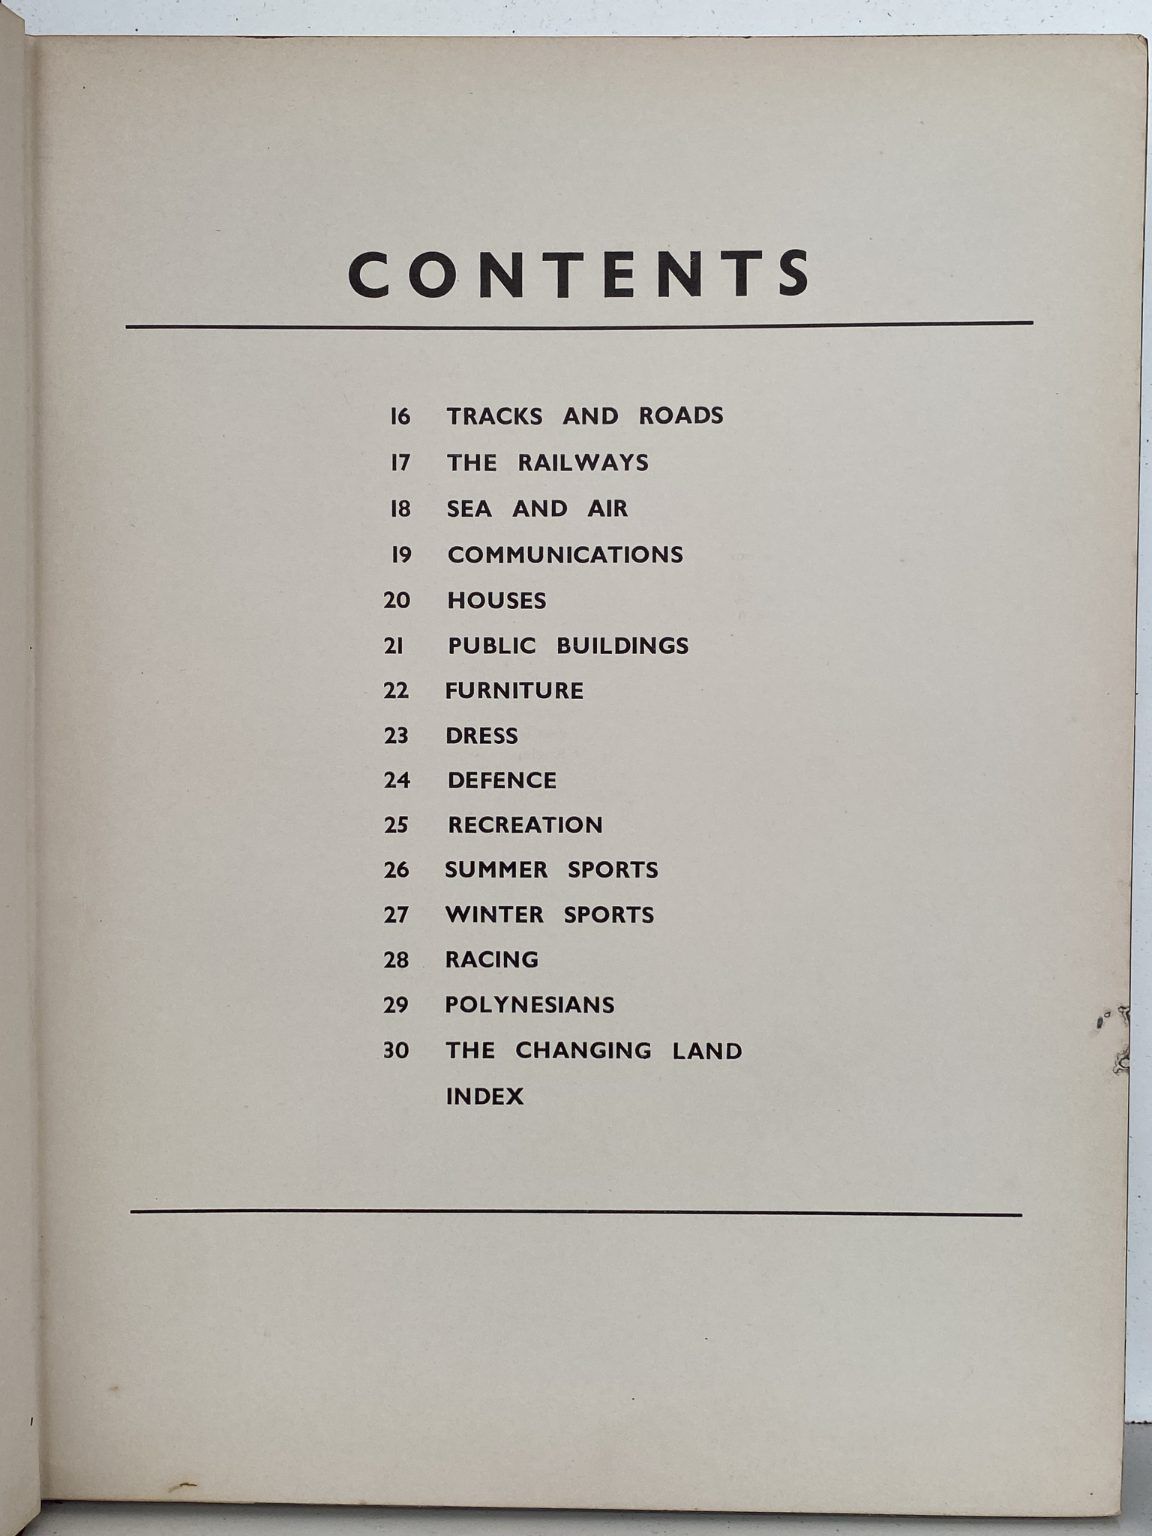 CONTENTS
16 TRACKS AND ROADS
17 THE RAILWAYS
18 SEA AND AIR
19 COMMUNICATIONS
20 HOUSES
21 PUBLIC BUILDINGS
22 FURNITURE
23 DRESS
24 DEFENCE
25 RECREATION
26 SUMMER SPORTS
27 WINTER SPORTS
28 RACING
29 POLYNESIANS
30 THE CHANGING LAND
INDEX